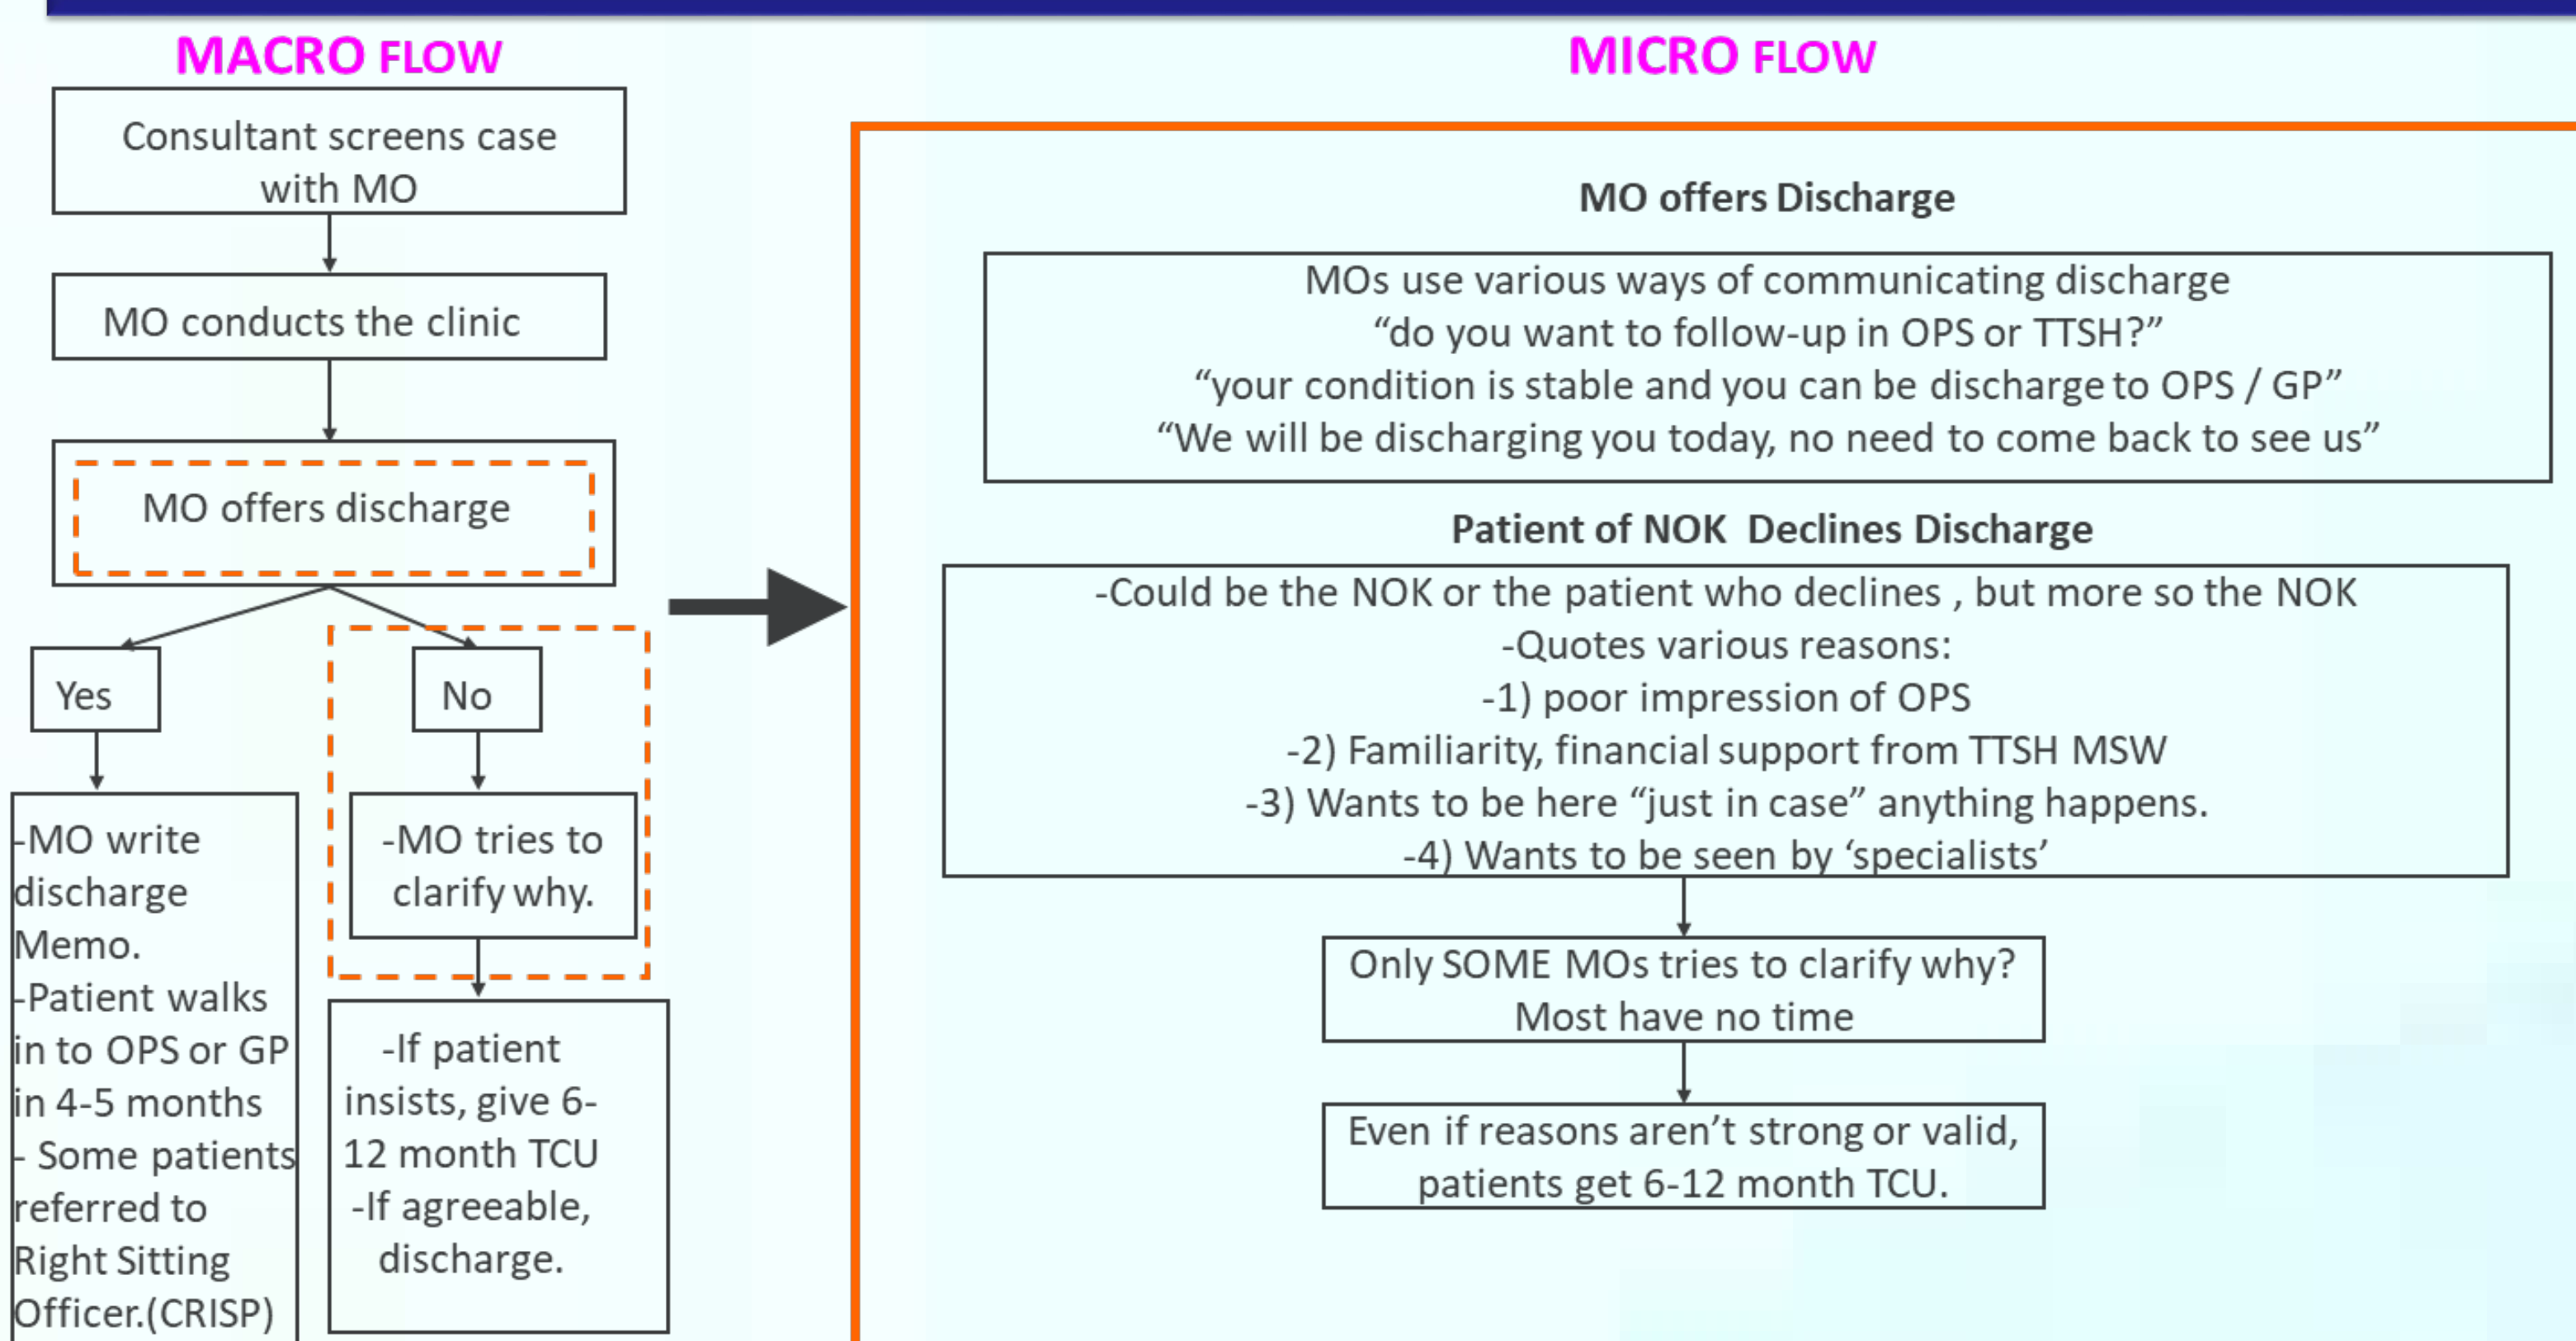 MACRO FLOW
Consultant screens case
with MO
MO conducts the clinic
MO offers discharge
Yes
No
-MO write
discharge
Memo.
-Patient walks
in to OPS or GP
in 4-5 months
- Some patients
referred to
Right Sitting
Officer.(CRISP)
-MO tries to
clarify why.
-If patient
insists, give 6-
12 month TCU
-If agreeable,
discharge.
MICRO FLOW
MO offers Discharge
MOs use various ways of communicating discharge
“do you want to follow-up in OPS or TTSH?”
“your condition is stable and you can be discharge to OPS / GP”
“We will be discharging you today, no need to come back to see us”
Patient of NOK Declines Discharge
-Could be the NOK or the patient who declines , but more so the NOK
-Quotes various reasons:
-1) poor impression of OPS
-2) Familiarity, financial support from TTSH MSW
-3) Wants to be here “just in case” anything happens.
-4) Wants to be seen by ‘specialists’
Only SOME MOs tries to clarify why?
Most have no time
Even if reasons aren’t strong or valid,
patients get 6-12 month TCU.